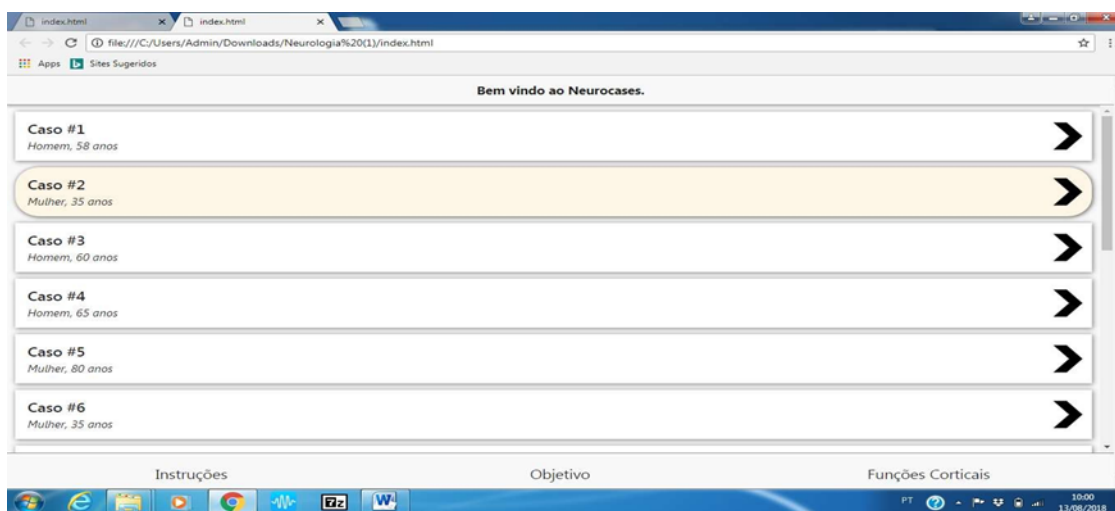 index.html
index.html
file:///C:/Users/Admin/Downloads/Neurologia%20(1)/index.html
Apps
Sites Sugeridos
Bem vindo ao Neurocases.
Caso #1
Homem, 58 anos
Caso #2
Mulher, 35 anos
Caso #3
Homem, 60 anos
Caso #4
Homem, 65 anos
Caso #5
Mulher, 80 anos
Caso #6
Mulher, 35 anos
Instruções
Objetivo
Funções Corticais
7z
W
PT
10:00
13/08/2018